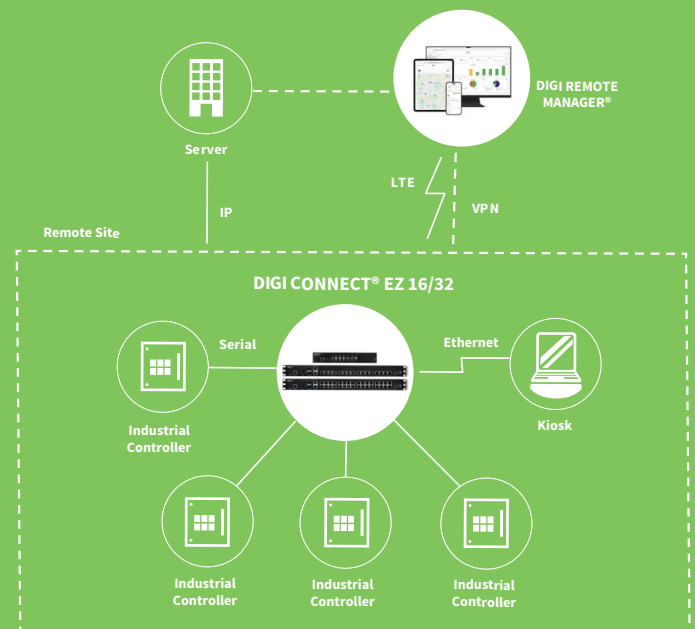 DIGI REMOTE
MANAGER®
Server
LTE
VPN
IP
Remote Site
DIGI CONNECT® EZ 16/32
Serial
Ethernet
Industrial
Controller
Kiosk
Industrial
Controller
Industrial
Controller
Industrial
Controller